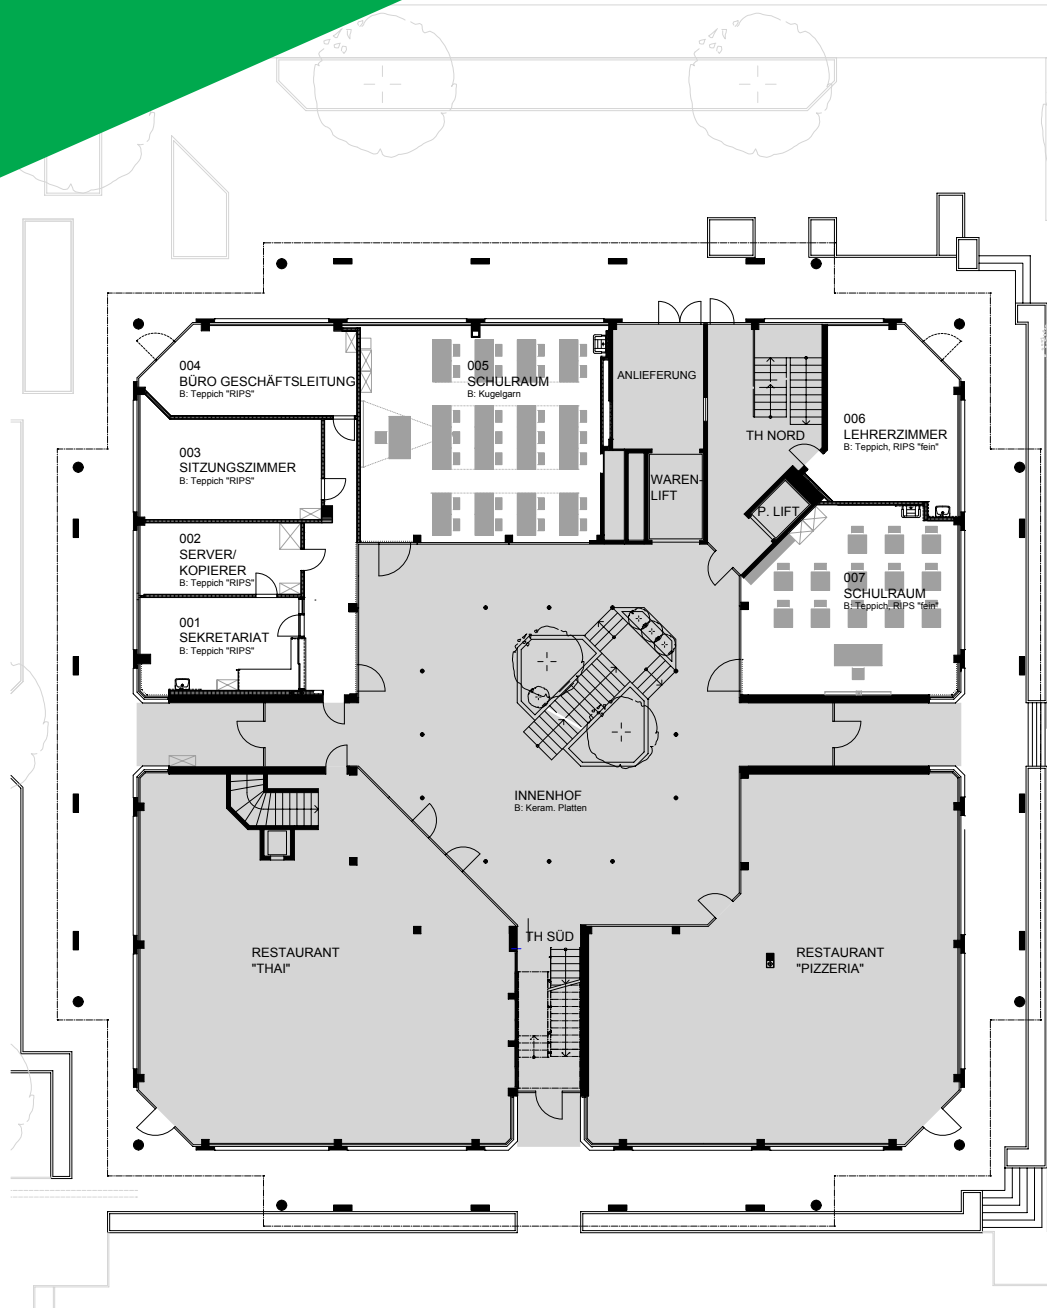 004
BÜRO GESCHÄFTSLEITUNG
B: Teppich "RIPS"
005
SCHULRAUM
B: Kugelgarn
ANLIEFERUNG
003
SITZUNGSZIMMER
B: Teppich "RIPS"
TH NORD
006
LEHRERZIMMER
B: Teppich, RIPS "fein"
WAREN-
LIFT
P. LIFT
002
SERVER/
KOPIERER
B: Teppich "RIPS"
007
SCHULRAUM
B: Teppich, RIPS "fein"
001
SEKRETARIAT
B: Teppich "RIPS"
INNENHOF
B: Keram. Platten
TH SÜD
RESTAURANT
"THAI"
RESTAURANT
"PIZZERIA"